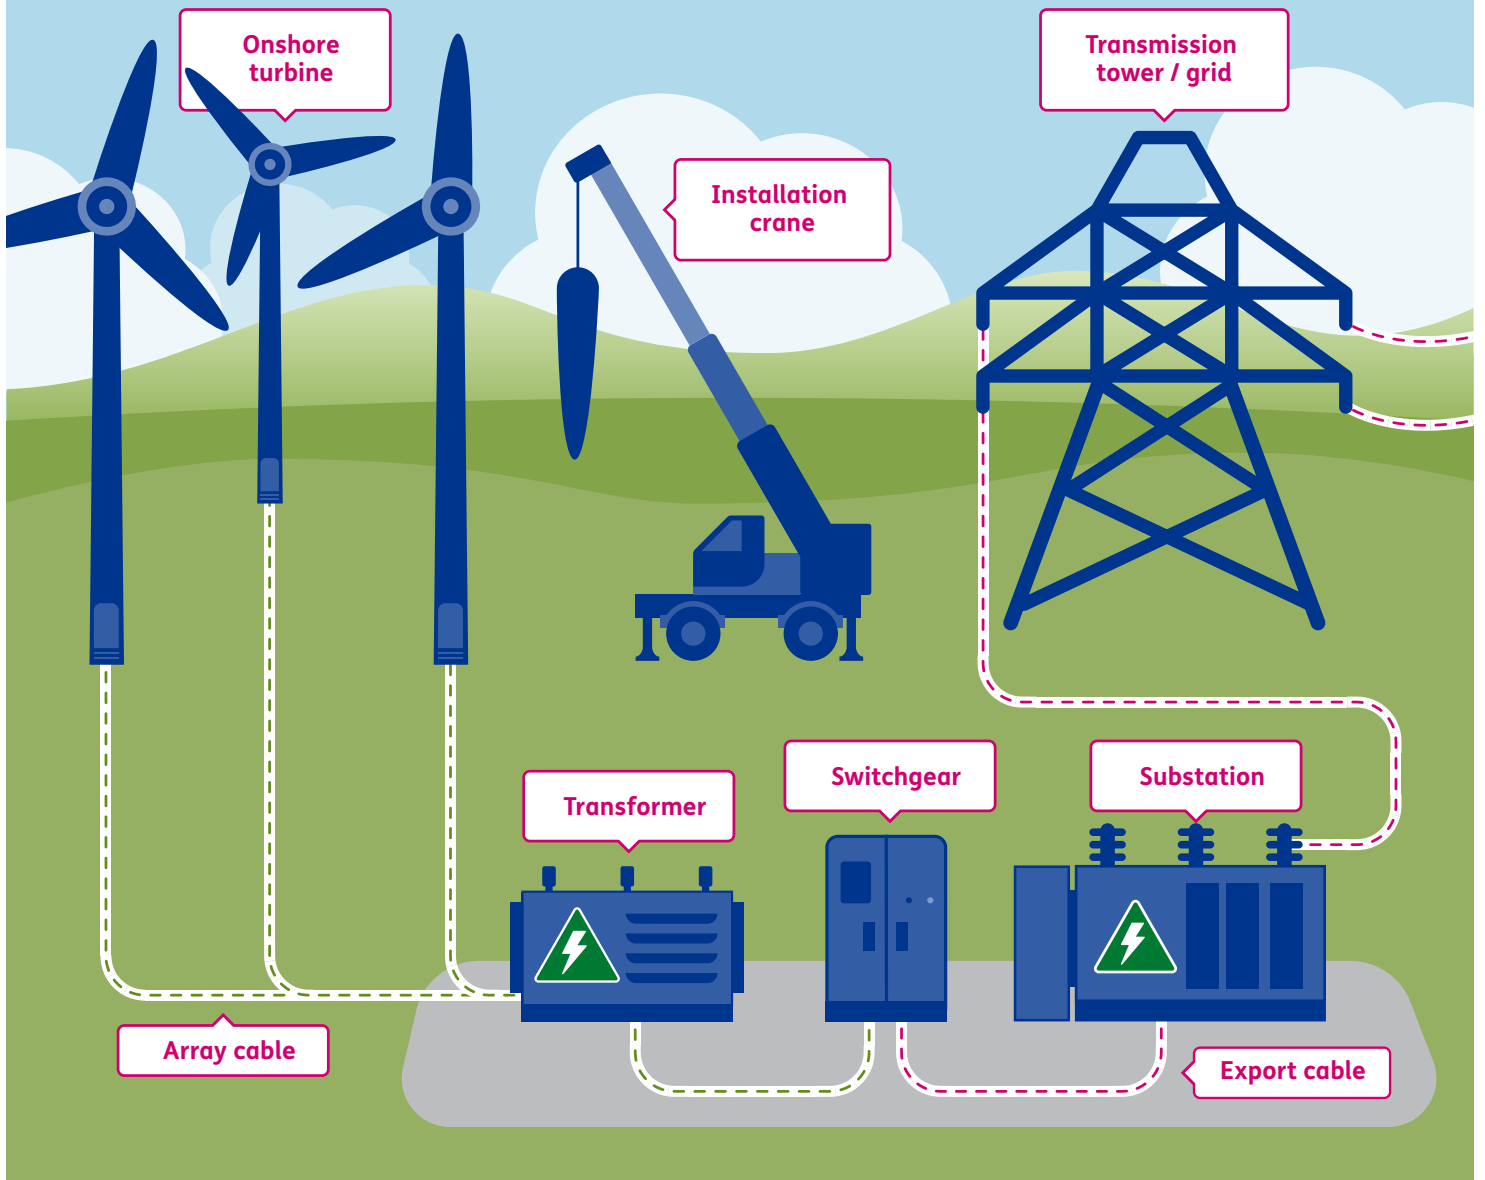 Onshore
turbine
Transmission
tower / grid
Installation
crane
Transformer
Switchgear
Substation
Array cable
Export cable